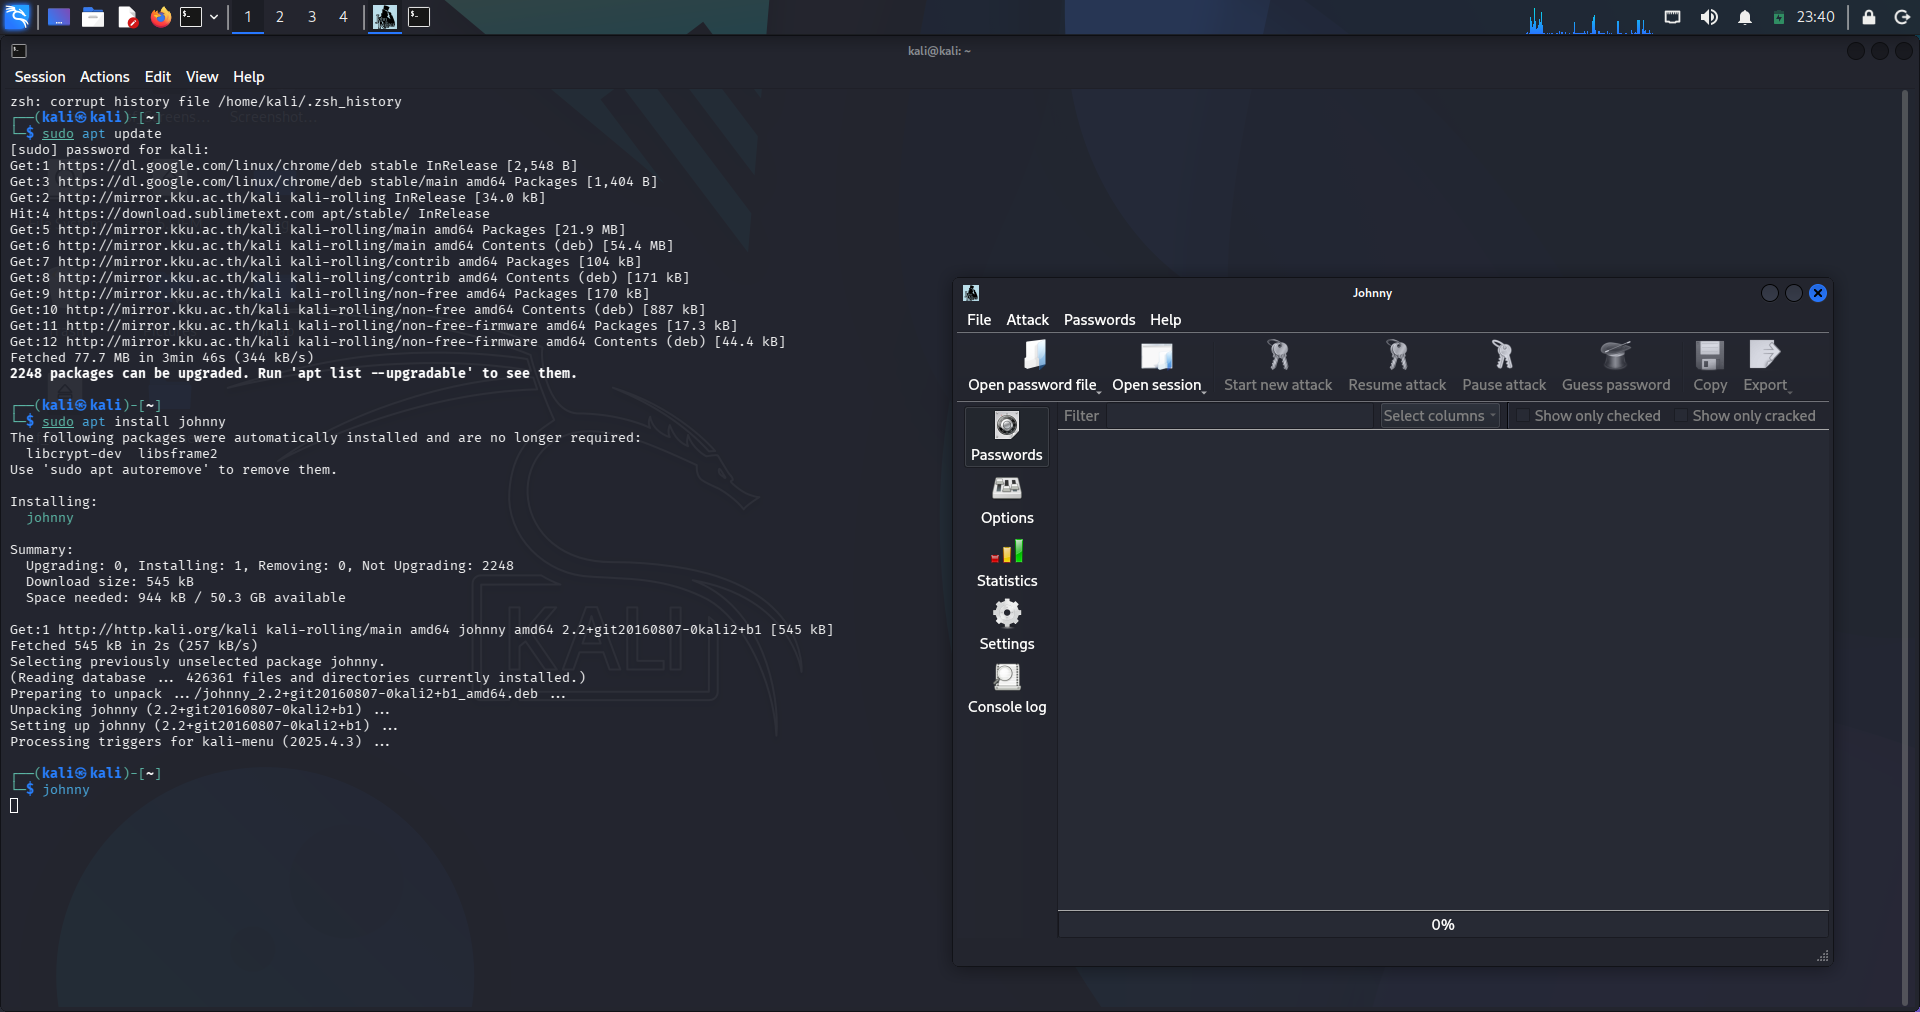 1 2 3 4 23:40
kali@kali: ~
Session Actions Edit View Help
zsh: corrupt history file /home/kali/.zsh_history
┌──(kali㉿kali)-[~]
└─$ sudo apt update
[sudo] password for kali:
Get:1 https://dl.google.com/linux/chrome/deb stable InRelease [2,548 B]
Get:3 https://dl.google.com/linux/chrome/deb stable/main amd64 Packages [1,404 B]
Get:2 http://mirror.kku.ac.th/kali kali-rolling InRelease [34.0 kB]
Hit:4 https://download.sublimetext.com apt/stable/ InRelease
Get:5 http://mirror.kku.ac.th/kali kali-rolling/main amd64 Packages [21.9 MB]
Get:6 http://mirror.kku.ac.th/kali kali-rolling/main amd64 Contents (deb) [54.4 MB]
Get:7 http://mirror.kku.ac.th/kali kali-rolling/contrib amd64 Packages [104 kB]
Get:8 http://mirror.kku.ac.th/kali kali-rolling/contrib amd64 Contents (deb) [171 kB]
Get:9 http://mirror.kku.ac.th/kali kali-rolling/non-free amd64 Packages [170 kB]
Get:10 http://mirror.kku.ac.th/kali kali-rolling/non-free amd64 Contents (deb) [887 kB]
Get:11 http://mirror.kku.ac.th/kali kali-rolling/non-free-firmware amd64 Packages [17.3 kB]
Get:12 http://mirror.kku.ac.th/kali kali-rolling/non-free-firmware amd64 Contents (deb) [44.4 kB]
Fetched 77.7 MB in 3min 46s (344 kB/s)
2248 packages can be upgraded. Run 'apt list --upgradable' to see them.
┌──(kali㉿kali)-[~]
└─$ sudo apt install johnny
The following packages were automatically installed and are no longer required:
libcrypt-dev libsframe2
Use 'sudo apt autoremove' to remove them.
Installing:
johnny
Summary:
Upgrading: 0, Installing: 1, Removing: 0, Not Upgrading: 2248
Download size: 545 kB
Space needed: 944 kB / 50.3 GB available
Get:1 http://http.kali.org/kali kali-rolling/main amd64 johnny amd64 2.2+git20160807-0kali2+b1 [545 kB]
Fetched 545 kB in 2s (257 kB/s)
Selecting previously unselected package johnny.
(Reading database ... 426361 files and directories currently installed.)
Preparing to unpack .../johnny_2.2+git20160807-0kali2+b1_amd64.deb ...
Unpacking johnny (2.2+git20160807-0kali2+b1) ...
Setting up johnny (2.2+git20160807-0kali2+b1) ...
Processing triggers for kali-menu (2025.4.3) ...
┌──(kali㉿kali)-[~]
└─$ johnny
KALI
Johnny
File Attack Passwords Help
Open password file Open session Start new attack Resume attack Pause attack Guess password Copy Export
Filter Select columns Show only checked Show only cracked
Passwords
Options
Statistics
Settings
Console log
0%